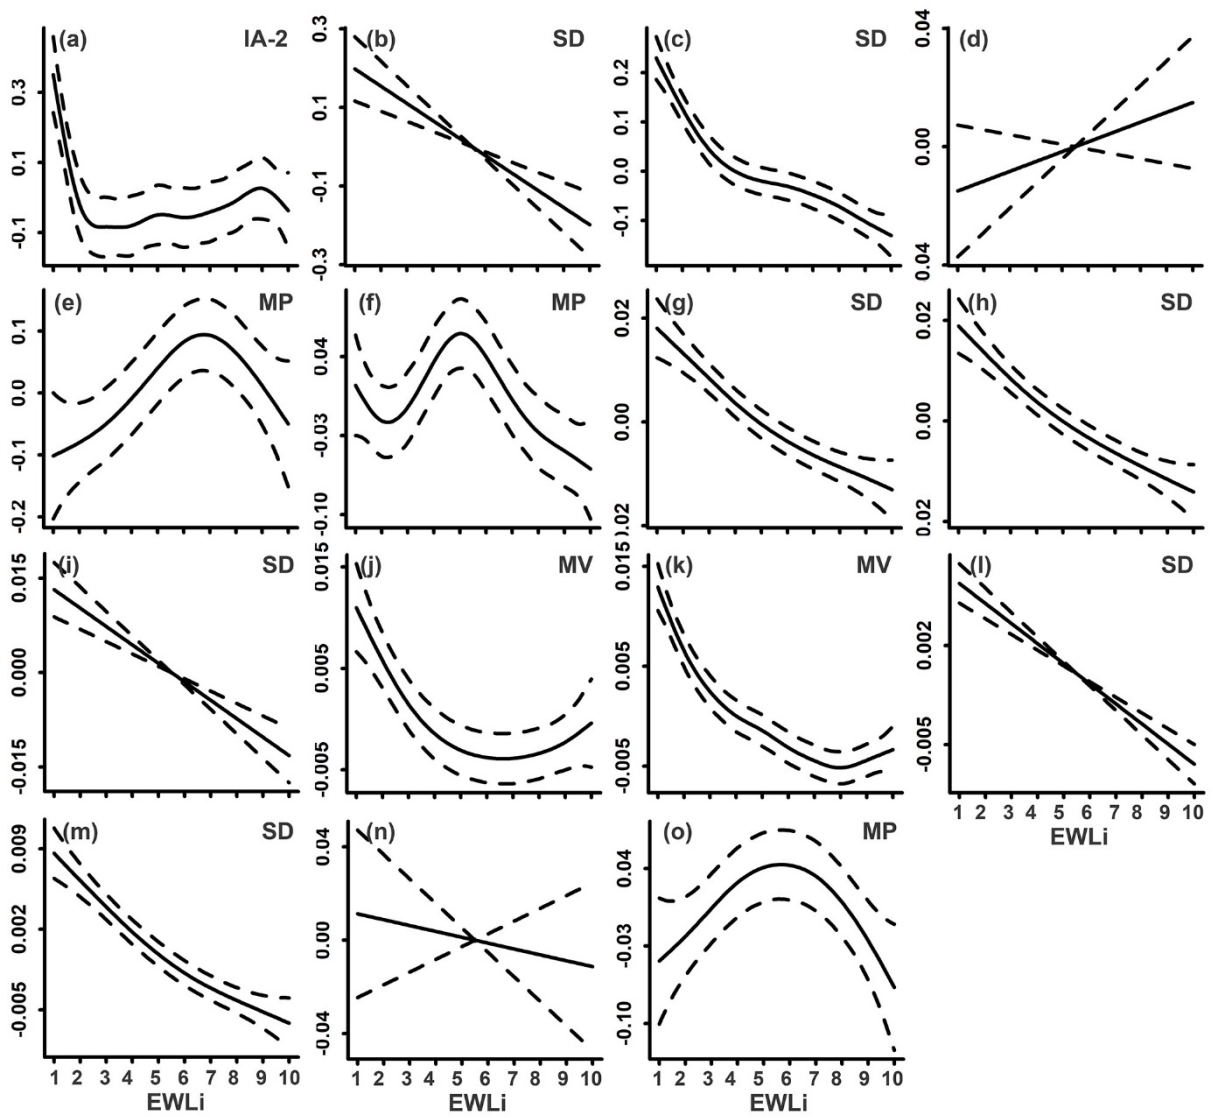 (a) IA-2
0.3
0.1
-0.1
(b) SD
0.3
0.1
-0.1
-0.3
(c) SD
0.2
0.1
0.0
-0.1
(d)
0.04
0.00
0.04
(e) MP
0.1
0.0
-0.1
-0.2
(f) MP
0.04
-0.03
-0.10
(g) SD
0.02
0.00
0.02
(h) SD
0.02
0.00
0.02
(i) SD
0.015
0.000
-0.015
(j) MV
0.015
0.005
-0.005
(k) MV
0.015
0.005
-0.005
(l) SD
0.002
-0.005
1 2 3 4 5 6 7 8 9 10
EWLi
(m) SD
0.009
0.002
-0.005
1 2 3 4 5 6 7 8 9 10
EWLi
(n)
0.04
0.00
-0.04
1 2 3 4 5 6 7 8 9 10
EWLi
(o) MP
0.04
-0.03
-0.10
1 2 3 4 5 6 7 8 9 10
EWLi